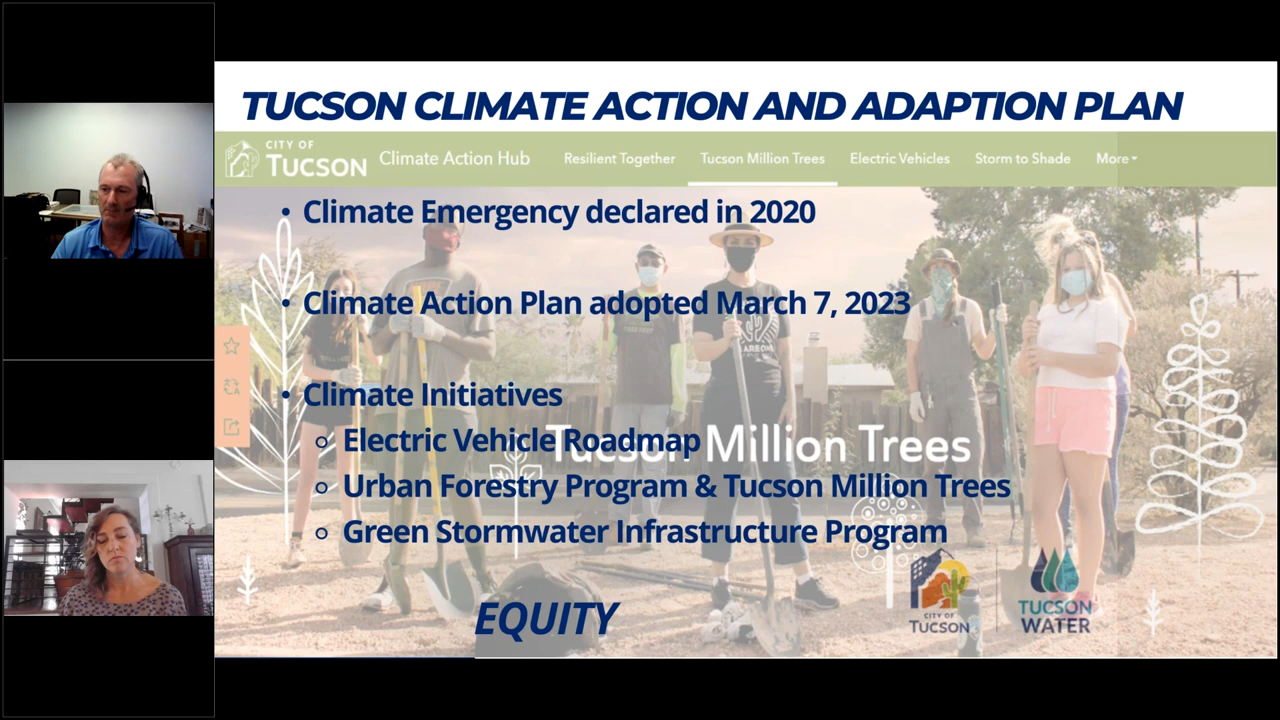 TUCSON CLIMATE ACTION AND ADAPTION PLAN
CITY OF
TUCSON
Climate Action Hub Resilient Together Tucson Million Trees Electric Vehicles Storm to Shade More
• Climate Emergency declared in 2020
• Climate Action Plan adopted March 7, 2023
• Climate Initiatives
Tucson Million Trees
○ Electric Vehicle Roadmap
○ Urban Forestry Program & Tucson Million Trees
○ Green Stormwater Infrastructure Program
EQUITY
CITY OF
TUCSON
TUCSON
WATER